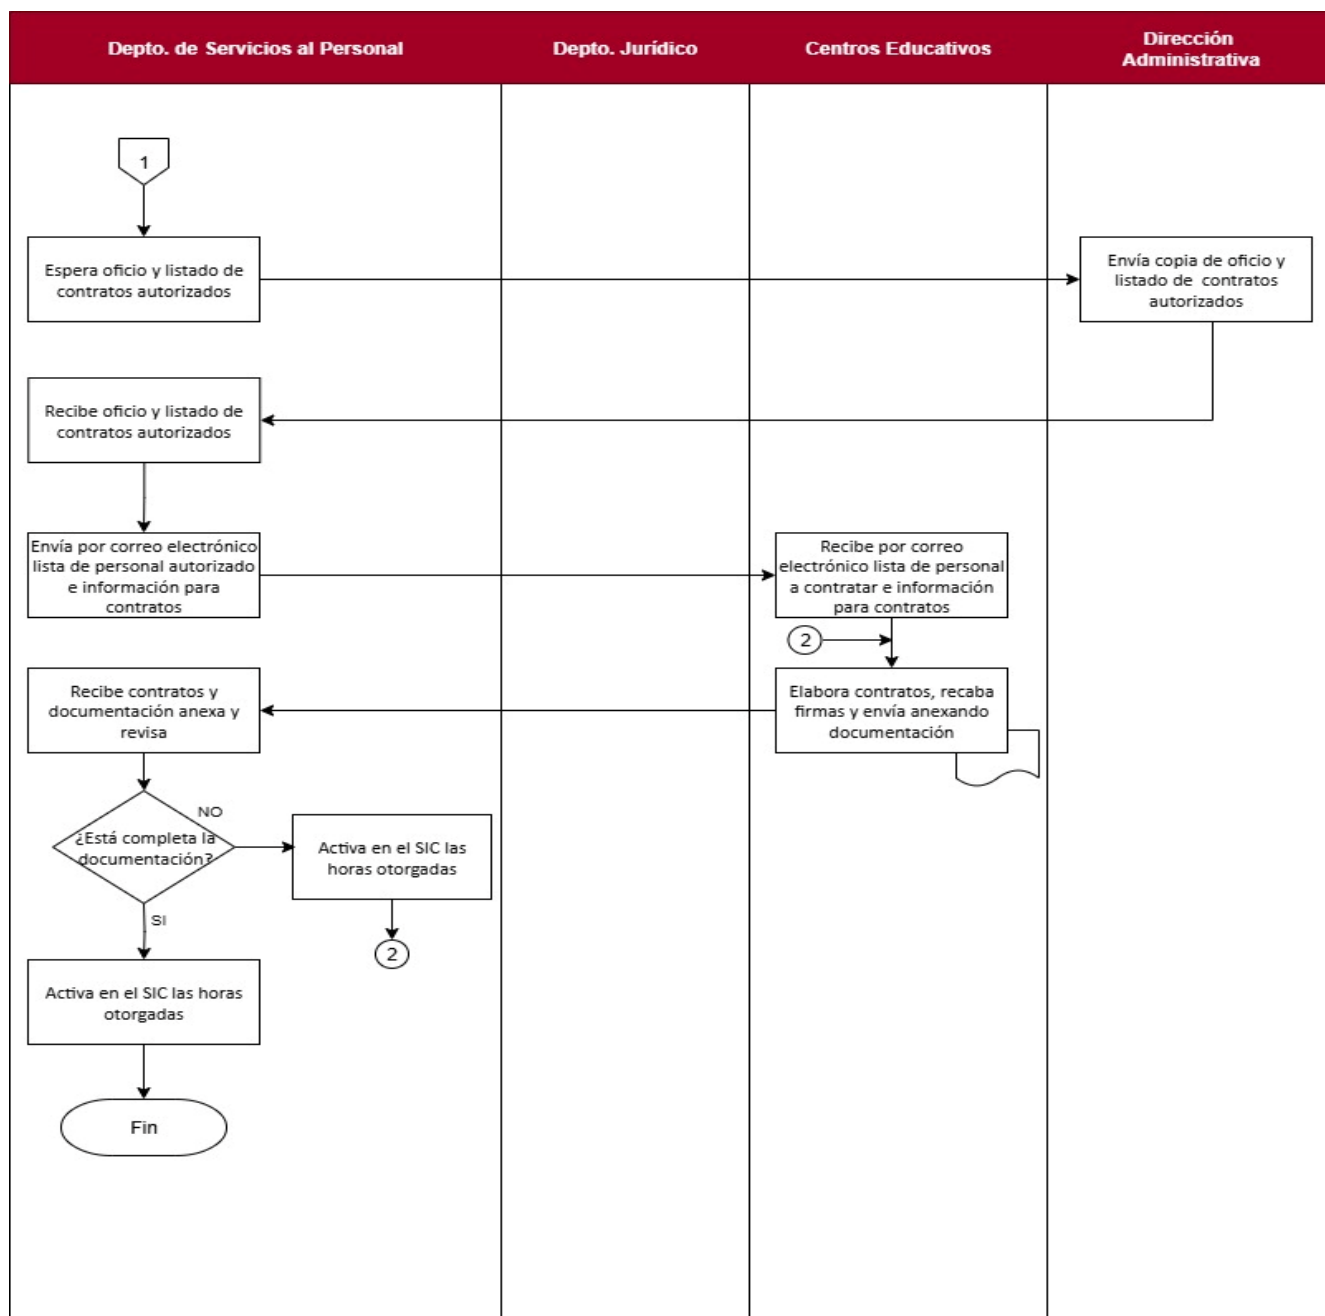 Depto. de Servicios al Personal
Depto. Jurídico
Centros Educativos
Dirección
Administrativa
1
Espera oficio y listado de
contratos autorizados
Envía copia de oficio y
listado de contratos
autorizados
Recibe oficio y listado de
contratos autorizados
Envía por correo electrónico
lista de personal autorizado
e información para
contratos
Recibe por correo
electrónico lista de personal
a contratar e información
para contratos
2
Recibe contratos y
documentación anexa y
revisa
Elabora contratos, recaba
firmas y envía anexando
documentación
¿Está completa la
documentación?
NO
Activa en el SIC las
horas otorgadas
SI
2
Activa en el SIC las horas
otorgadas
Fin